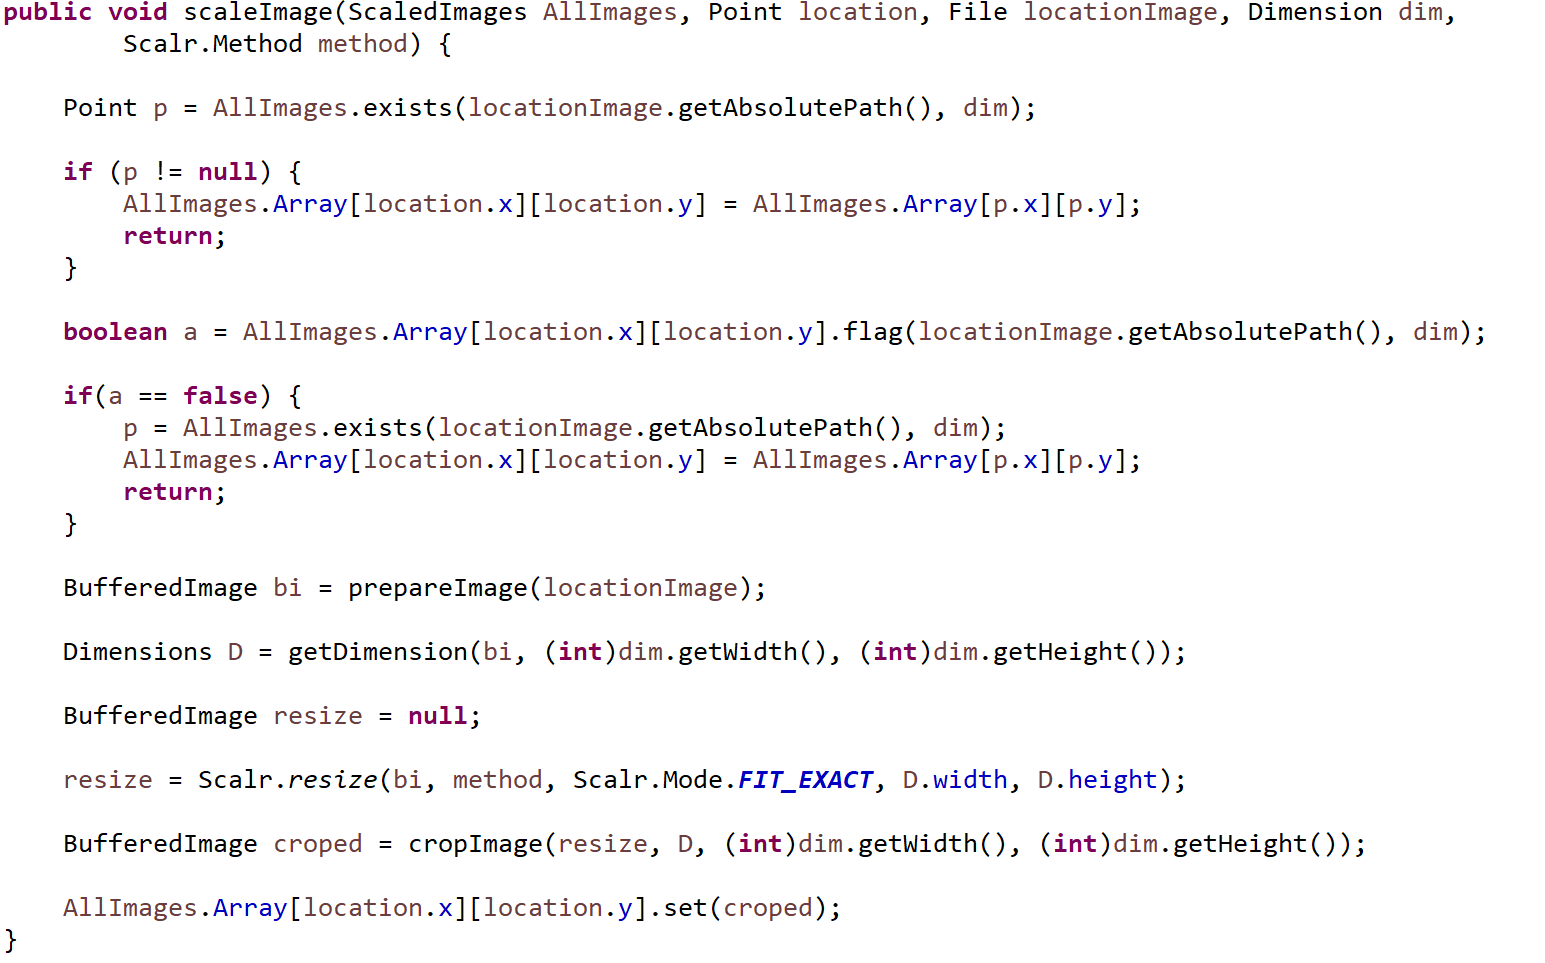 public void scaleImage(ScaledImages AllImages, Point location, File locationImage, Dimension dim,
        Scalr.Method method) {

    Point p = AllImages.exists(locationImage.getAbsolutePath(), dim);

    if (p != null) {
        AllImages.Array[location.x][location.y] = AllImages.Array[p.x][p.y];
        return;
    }

    boolean a = AllImages.Array[location.x][location.y].flag(locationImage.getAbsolutePath(), dim);

    if(a == false) {
        p = AllImages.exists(locationImage.getAbsolutePath(), dim);
        AllImages.Array[location.x][location.y] = AllImages.Array[p.x][p.y];
        return;
    }

    BufferedImage bi = prepareImage(locationImage);

    Dimensions D = getDimension(bi, (int)dim.getWidth(), (int)dim.getHeight());

    BufferedImage resize = null;

    resize = Scalr.resize(bi, method, Scalr.Mode.FIT_EXACT, D.width, D.height);

    BufferedImage croped = cropImage(resize, D, (int)dim.getWidth(), (int)dim.getHeight());

    AllImages.Array[location.x][location.y].set(croped);
}